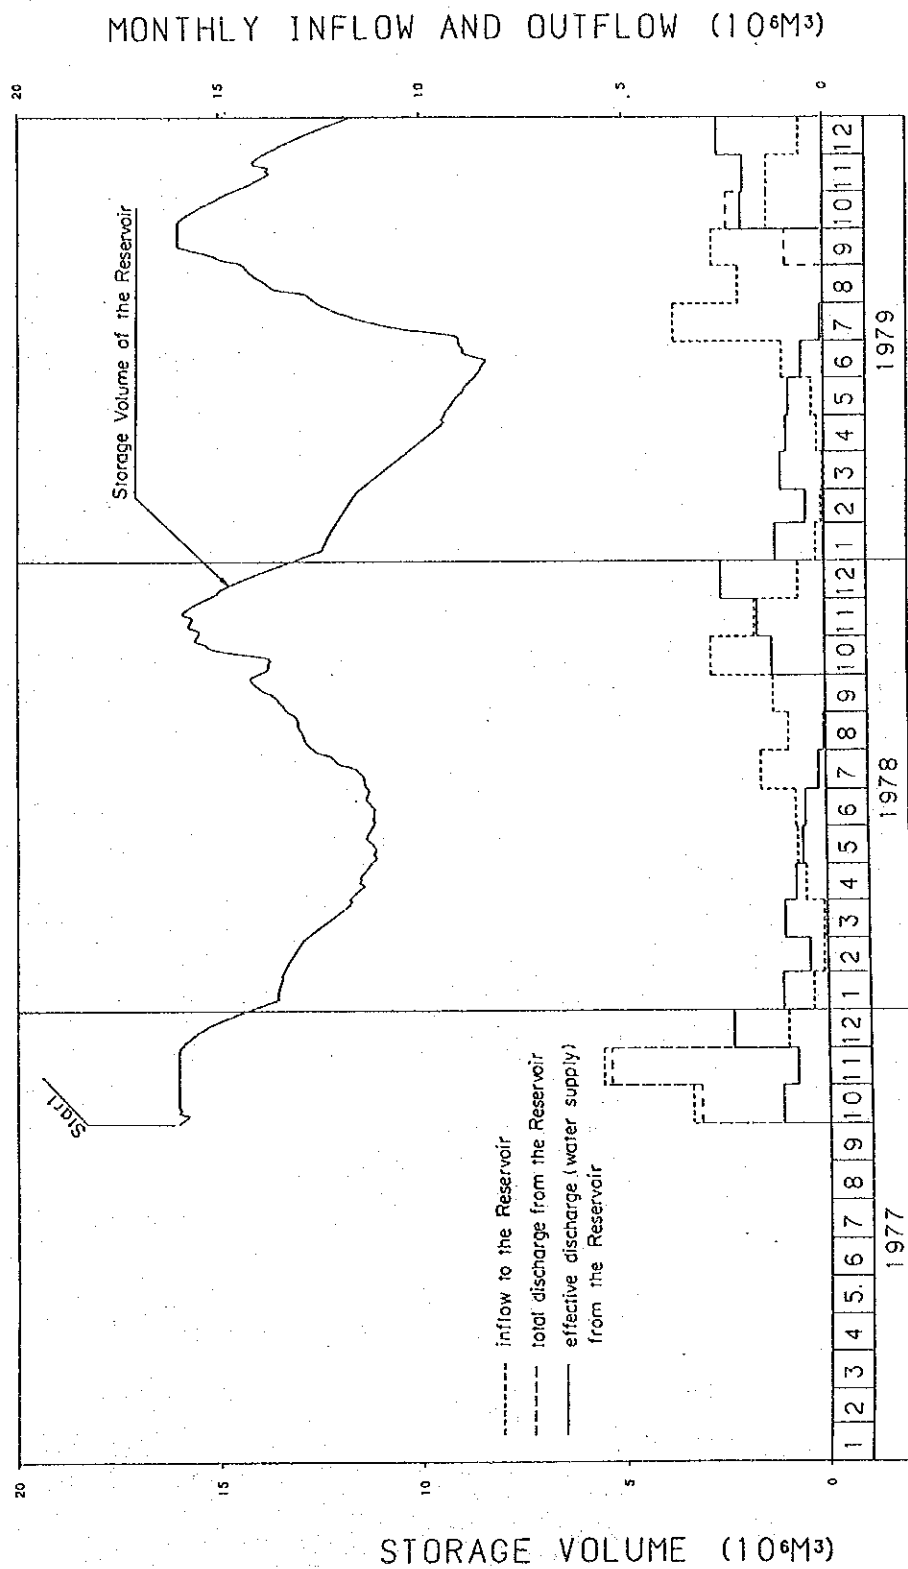 MONTHLY INFLOW AND OUTFLOW (10⁶M³)
20
15
10
5
0
Storage Volume of the Reservoir
Start
inflow to the Reservoir
total discharge from the Reservoir
effective discharge (water supply)
from the Reservoir
1 2 3 4 5 6 7 8 9 10 11 12
1 2 3 4 5 6 7 8 9 10 11 12
1 2 3 4 5 6 7 8 9 10 11 12
1977
1978
1979
20
15
10
5
0
STORAGE VOLUME (10⁶M³)